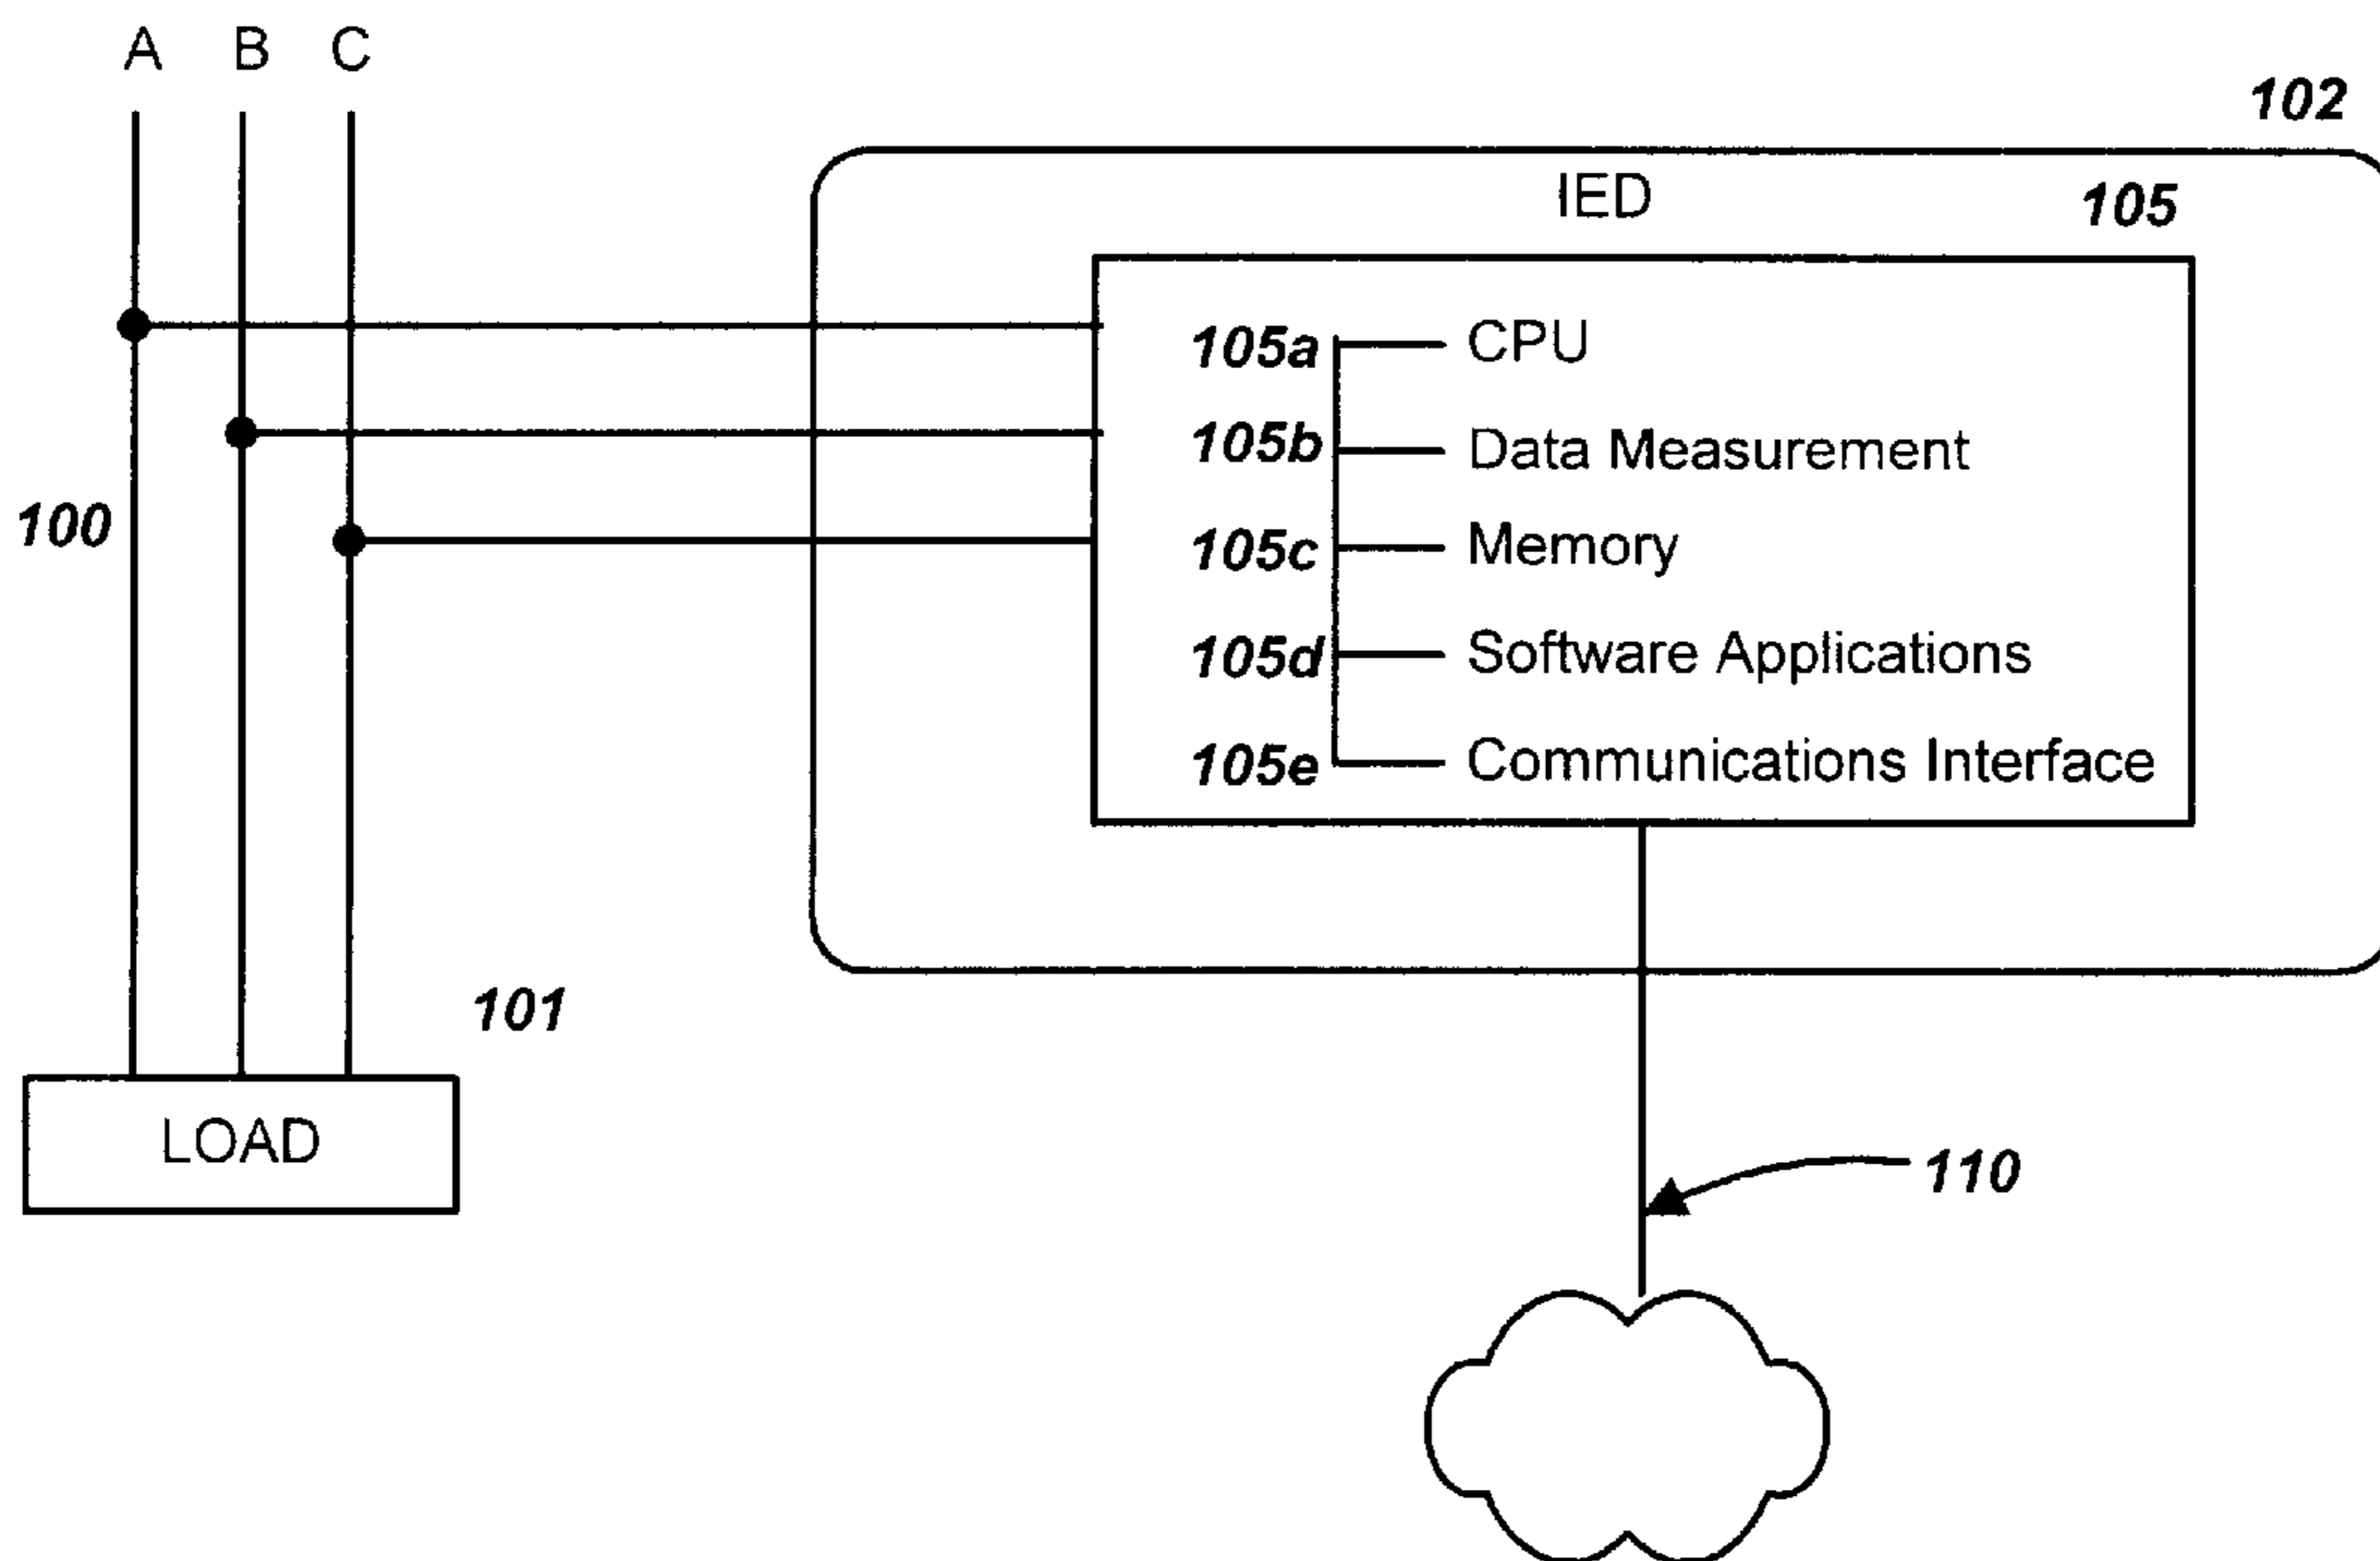 A B C
102
IED
105
105a CPU
105b Data Measurement
100
105c Memory
105d Software Applications
105e Communications Interface
101
LOAD
110